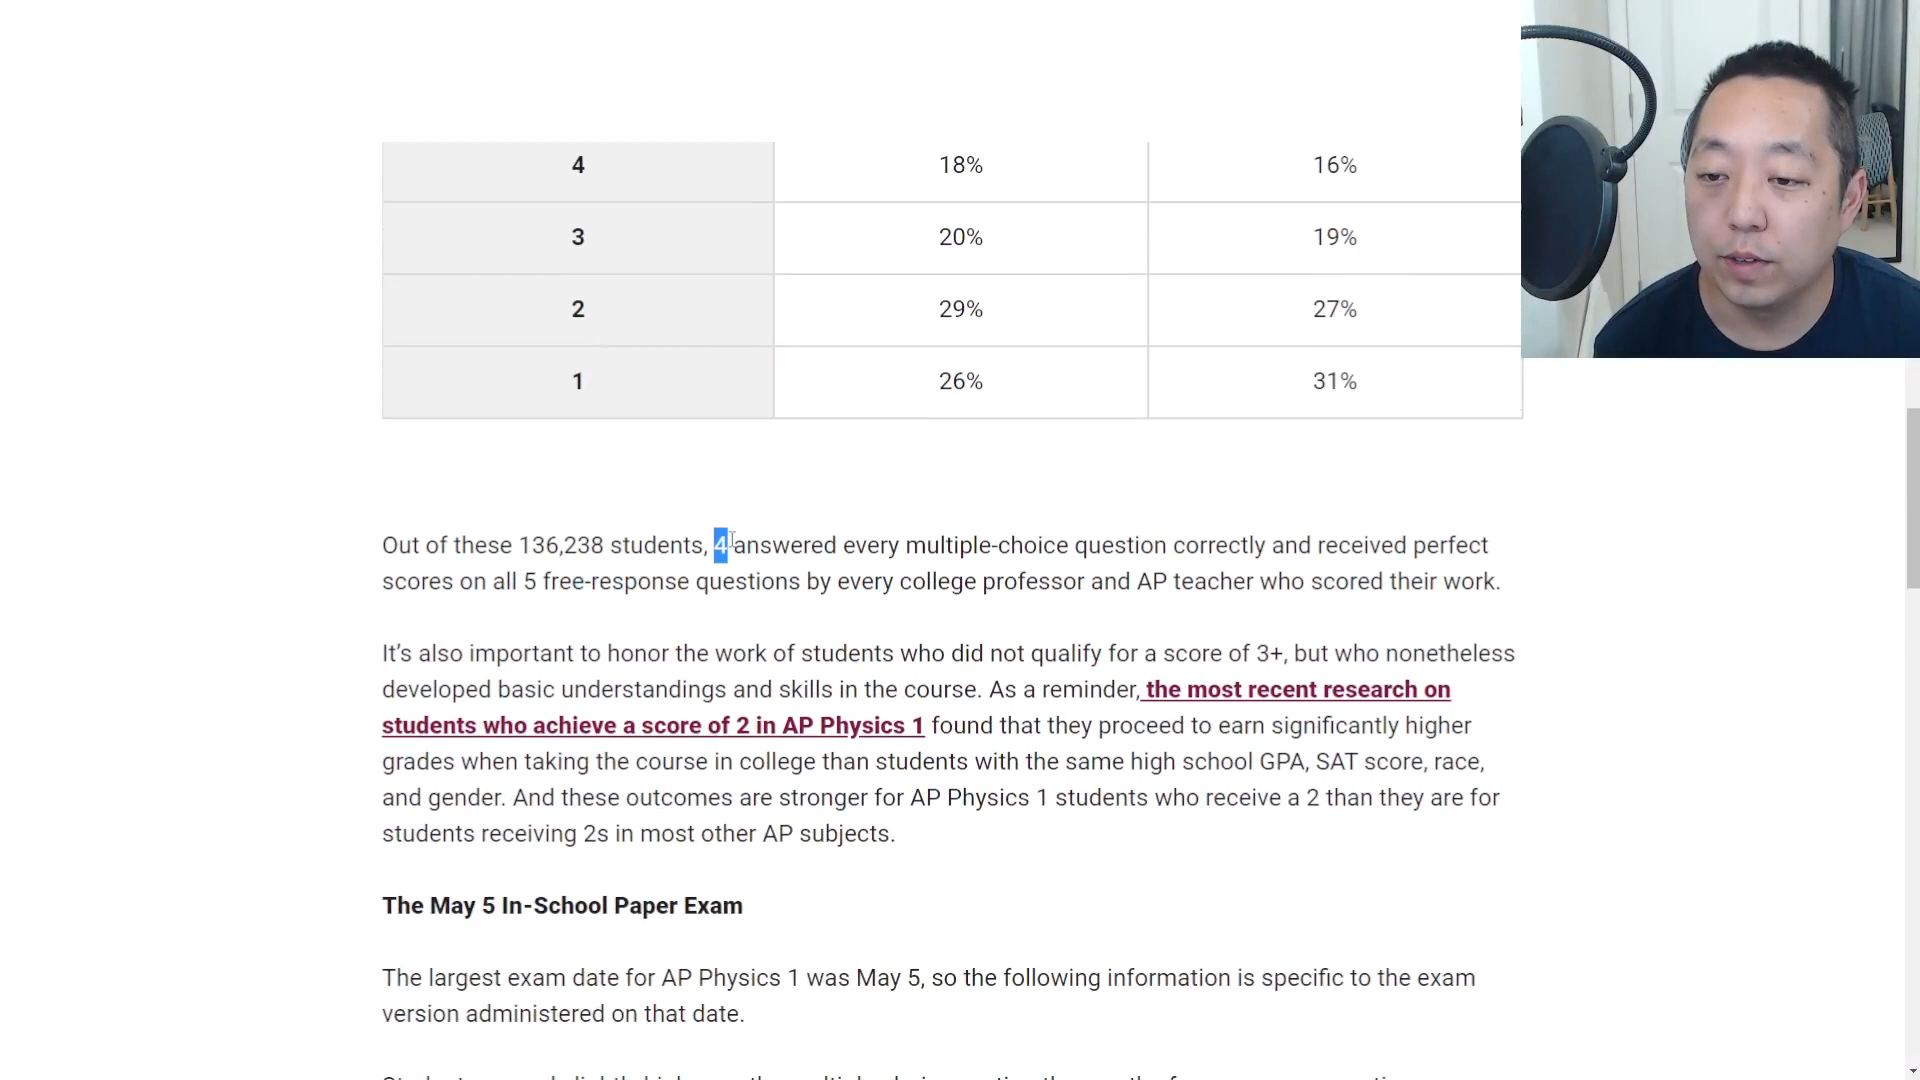 4 18% 16%
3 20% 19%
2 29% 27%
1 26% 31%
Out of these 136,238 students, 4 answered every multiple-choice question correctly and received perfect
scores on all 5 free-response questions by every college professor and AP teacher who scored their work.
It’s also important to honor the work of students who did not qualify for a score of 3+, but who nonetheless
developed basic understandings and skills in the course. As a reminder, the most recent research on
students who achieve a score of 2 in AP Physics 1 found that they proceed to earn significantly higher
grades when taking the course in college than students with the same high school GPA, SAT score, race,
and gender. And these outcomes are stronger for AP Physics 1 students who receive a 2 than they are for
students receiving 2s in most other AP subjects.
The May 5 In-School Paper Exam
The largest exam date for AP Physics 1 was May 5, so the following information is specific to the exam
version administered on that date.